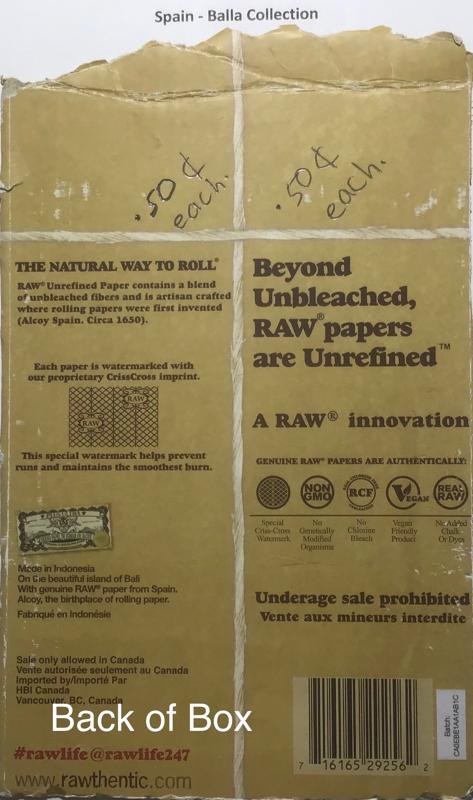 Spain - Balla Collection
.50 ¢
each.
.50 ¢
each.
THE NATURAL WAY TO ROLL®
RAW® Unrefined Paper contains a blend
of unbleached fibers and is artisan crafted
where rolling papers were first invented
(Alcoy Spain. Circa 1650).
Each paper is watermarked with
our proprietary CrissCross imprint.
RAW
RAW
This special watermark helps prevent
runs and maintains the smoothest burn.
Made in Indonesia
On the beautiful island of Bali
With genuine RAW® paper from Spain.
Alcoy, the birthplace of rolling paper.
Fabriqué en Indonésie
Sale only allowed in Canada
Vente autorisée seulement au Canada
Imported by/Importé Par
HBI Canada
Vancouver, BC, Canada
Back of Box
#rawlife @rawlife247
www.rawthentic.com
Beyond
Unbleached,
RAW® papers
are Unrefined™
A RAW® innovation
GENUINE RAW® PAPERS ARE AUTHENTICALLY:
NON
GMO
RCF
VEGAN
REAL
RAW
Special
Criss-Cross
Watermark
No
Genetically
Modified
Organisms
No
Chlorine
Bleach
Vegan
Friendly
Product
No Added
Chalk
Or Dyes
Underage sale prohibited
Vente aux mineurs interdite
Batch:
CA0EBE1AA1AB1C
7 16165 29256 2